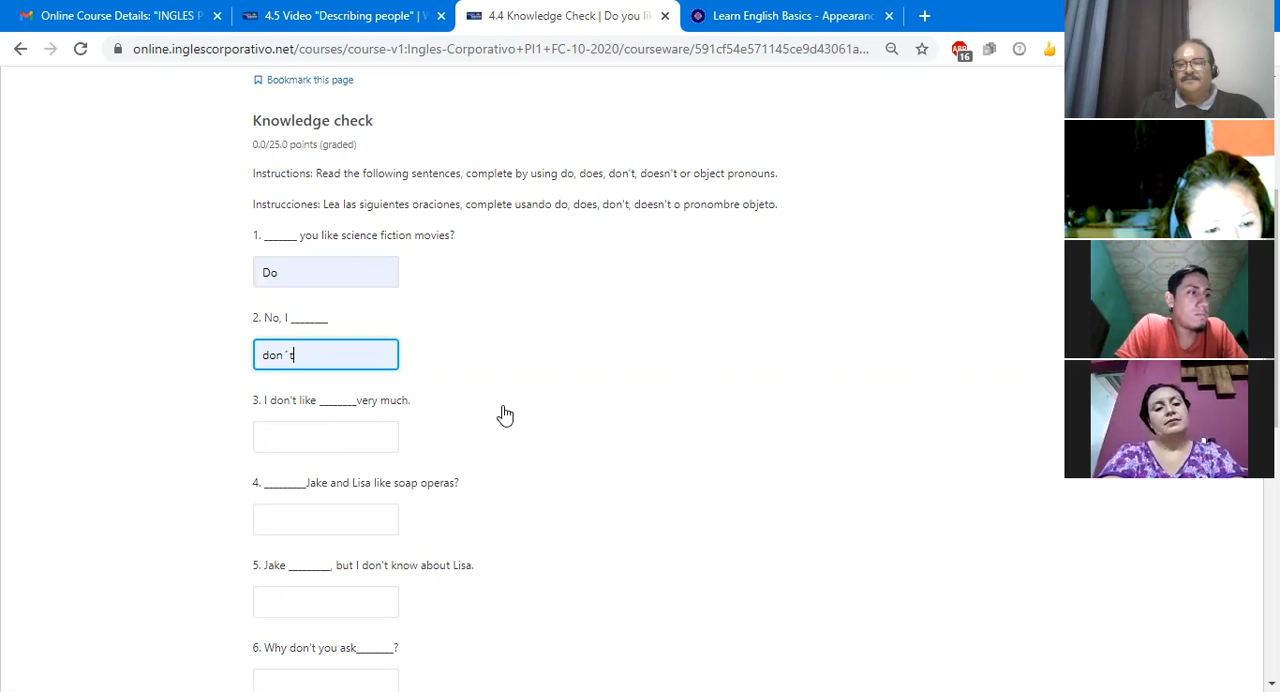 Online Course Details: "INGLES P
4.5 Video "Describing people" |
4.4 Knowledge Check | Do you li
Learn English Basics - Appearanc
online.inglescorporativo.net/courses/course-v1:Ingles-Corporativo+PI1+FC-10-2020/courseware/591cf54e571145ce9d43061a...
16
Bookmark this page
Knowledge check
0.0/25.0 points (graded)
Instructions: Read the following sentences, complete by using do, does, don't, doesn't or object pronouns.
Instrucciones: Lea las siguientes oraciones, complete usando do, does, don't, doesn't o pronombre objeto.
1. ______ you like science fiction movies?
Do
2. No, I _______
don´t
3. I don't like _______very much.
4. ________Jake and Lisa like soap operas?
5. Jake ________, but I don't know about Lisa.
6. Why don't you ask_______?